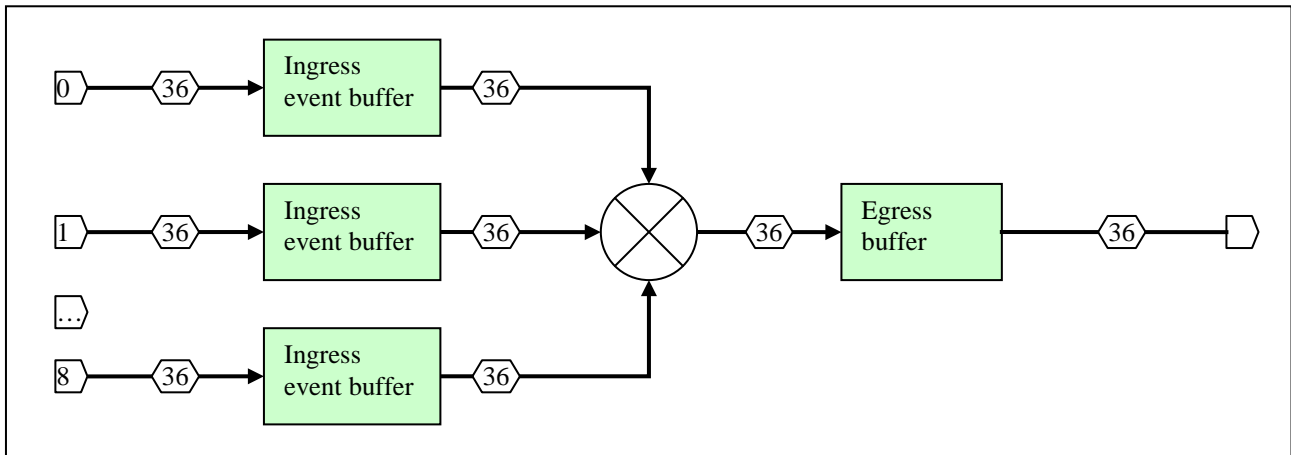 0
36
Ingress
event buffer
36
1
36
Ingress
event buffer
36
36
Egress
buffer
36
…
8
36
Ingress
event buffer
36